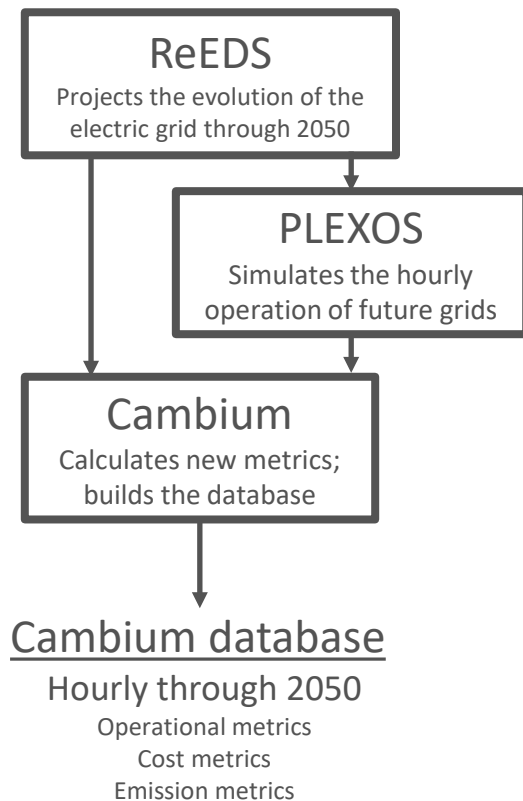 ReEDS
Projects the evolution of the
electric grid through 2050
PLEXOS
Simulates the hourly
operation of future grids
Cambium
Calculates new metrics;
builds the database
Cambium database
Hourly through 2050
Operational metrics
Cost metrics
Emission metrics